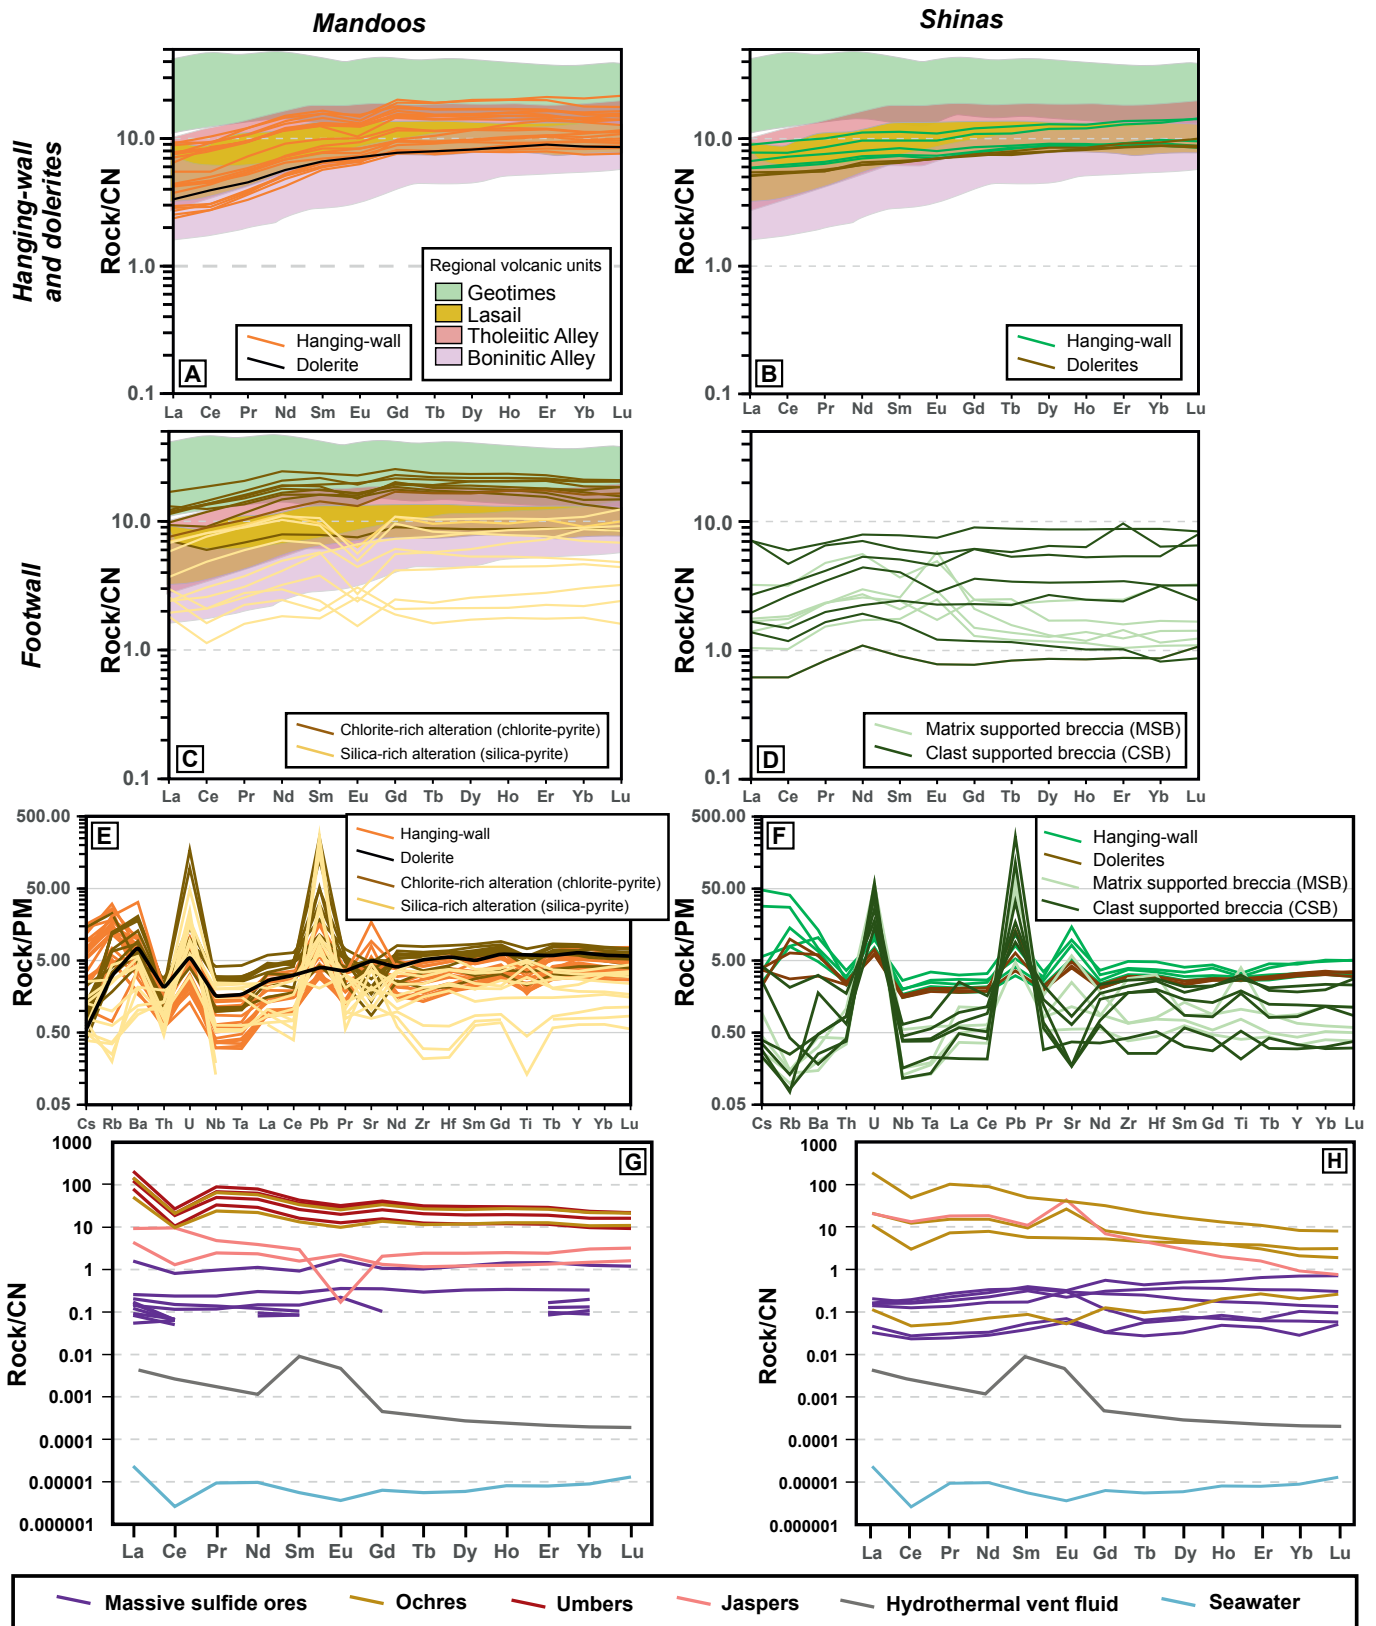 Mandoos
Shinas
Hanging-wall
and dolerites
Rock/CN
10.0
1.0
0.1
Regional volcanic units
Geotimes
Lasail
Tholeiitic Alley
Boninitic Alley
Hanging-wall
Dolerite
A
La Ce Pr Nd Sm Eu Gd Tb Dy Ho Er Yb Lu
Rock/CN
10.0
1.0
0.1
Hanging-wall
Dolerites
B
La Ce Pr Nd Sm Eu Gd Tb Dy Ho Er Yb Lu
Footwall
Rock/CN
10.0
1.0
0.1
Chlorite-rich alteration (chlorite-pyrite)
Silica-rich alteration (silica-pyrite)
C
La Ce Pr Nd Sm Eu Gd Tb Dy Ho Er Yb Lu
Rock/CN
10.0
1.0
0.1
Matrix supported breccia (MSB)
Clast supported breccia (CSB)
D
La Ce Pr Nd Sm Eu Gd Tb Dy Ho Er Yb Lu
Rock/PM
500.00
50.00
5.00
0.50
0.05
E
Hanging-wall
Dolerite
Chlorite-rich alteration (chlorite-pyrite)
Silica-rich alteration (silica-pyrite)
Cs Rb Ba Th U Nb Ta La Ce Pb Pr Sr Nd Zr Hf Sm Gd Ti Tb Y Yb Lu
Rock/PM
500.00
50.00
5.00
0.50
0.05
F
Hanging-wall
Dolerites
Matrix supported breccia (MSB)
Clast supported breccia (CSB)
Cs Rb Ba Th U Nb Ta La Ce Pb Pr Sr Nd Zr Hf Sm Gd Ti Tb Y Yb Lu
Rock/CN
1000
100
10
1
0.1
0.01
0.001
0.0001
0.00001
0.000001
G
La Ce Pr Nd Sm Eu Gd Tb Dy Ho Er Yb Lu
Rock/CN
1000
100
10
1
0.1
0.01
0.001
0.0001
0.00001
0.000001
H
La Ce Pr Nd Sm Eu Gd Tb Dy Ho Er Yb Lu
Massive sulfide ores Ochres Umbers Jaspers Hydrothermal vent fluid Seawater